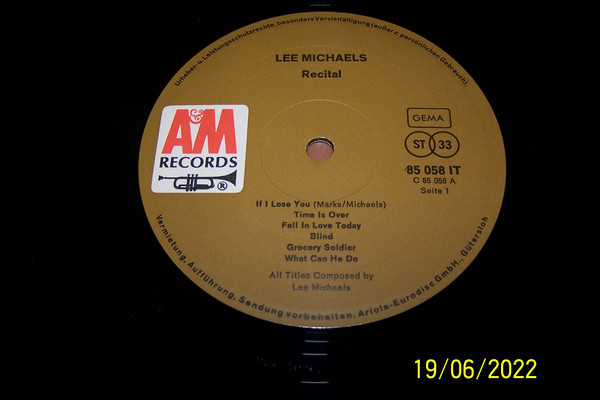 Urheber- u. Leistungsschutzrechte, besonders Vervielfältigung (außer z. persönlichen Gebrauch),
LEE MICHAELS
Recital
A&M
RECORDS
®
GEMA
ST 33
85 058 IT
C 85 058 A
Seite 1
If I Lose You (Marks/Michaels)
Time Is Over
Fell In Love Today
Blind
Grocery Soldier
What Can He Do
All Titles Composed by
Lee Michaels
Vermietung, Aufführung, Sendung vorbehalten. Ariola-Eurodisc GmbH., Gütersloh
19/06/2022